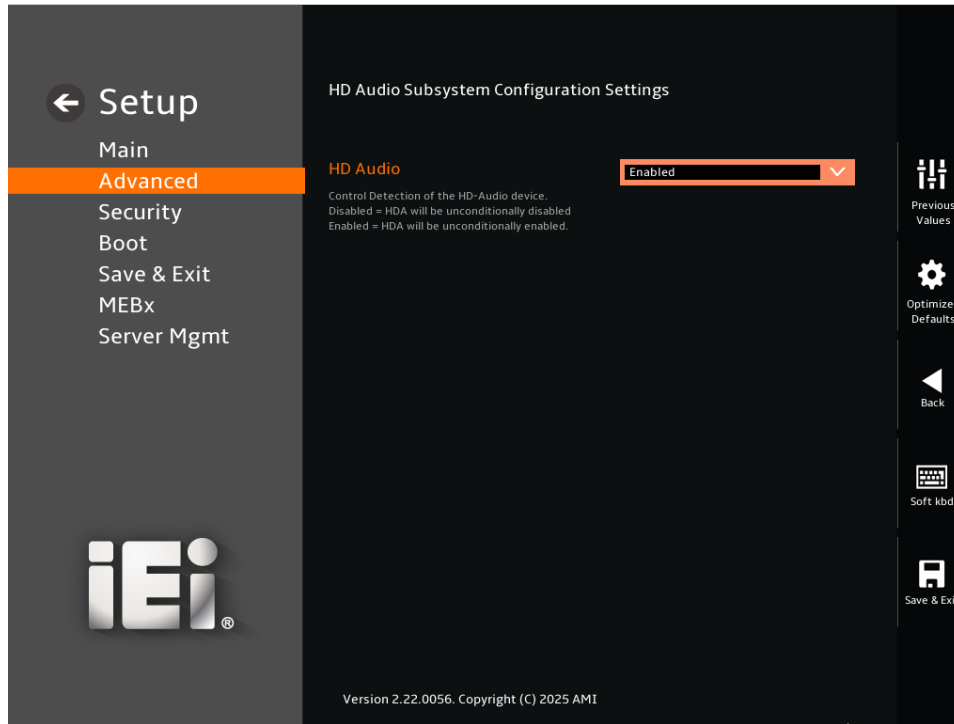 Setup
Main
Advanced
Security
Boot
Save & Exit
MEBx
Server Mgmt
iEi®
HD Audio Subsystem Configuration Settings
HD Audio
Enabled
Control Detection of the HD-Audio device.
Disabled = HDA will be unconditionally disabled
Enabled = HDA will be unconditionally enabled.
Version 2.22.0056. Copyright (C) 2025 AMI
Previous
Values
Optimize
Defaults
Back
Soft kbd
Save & Exi